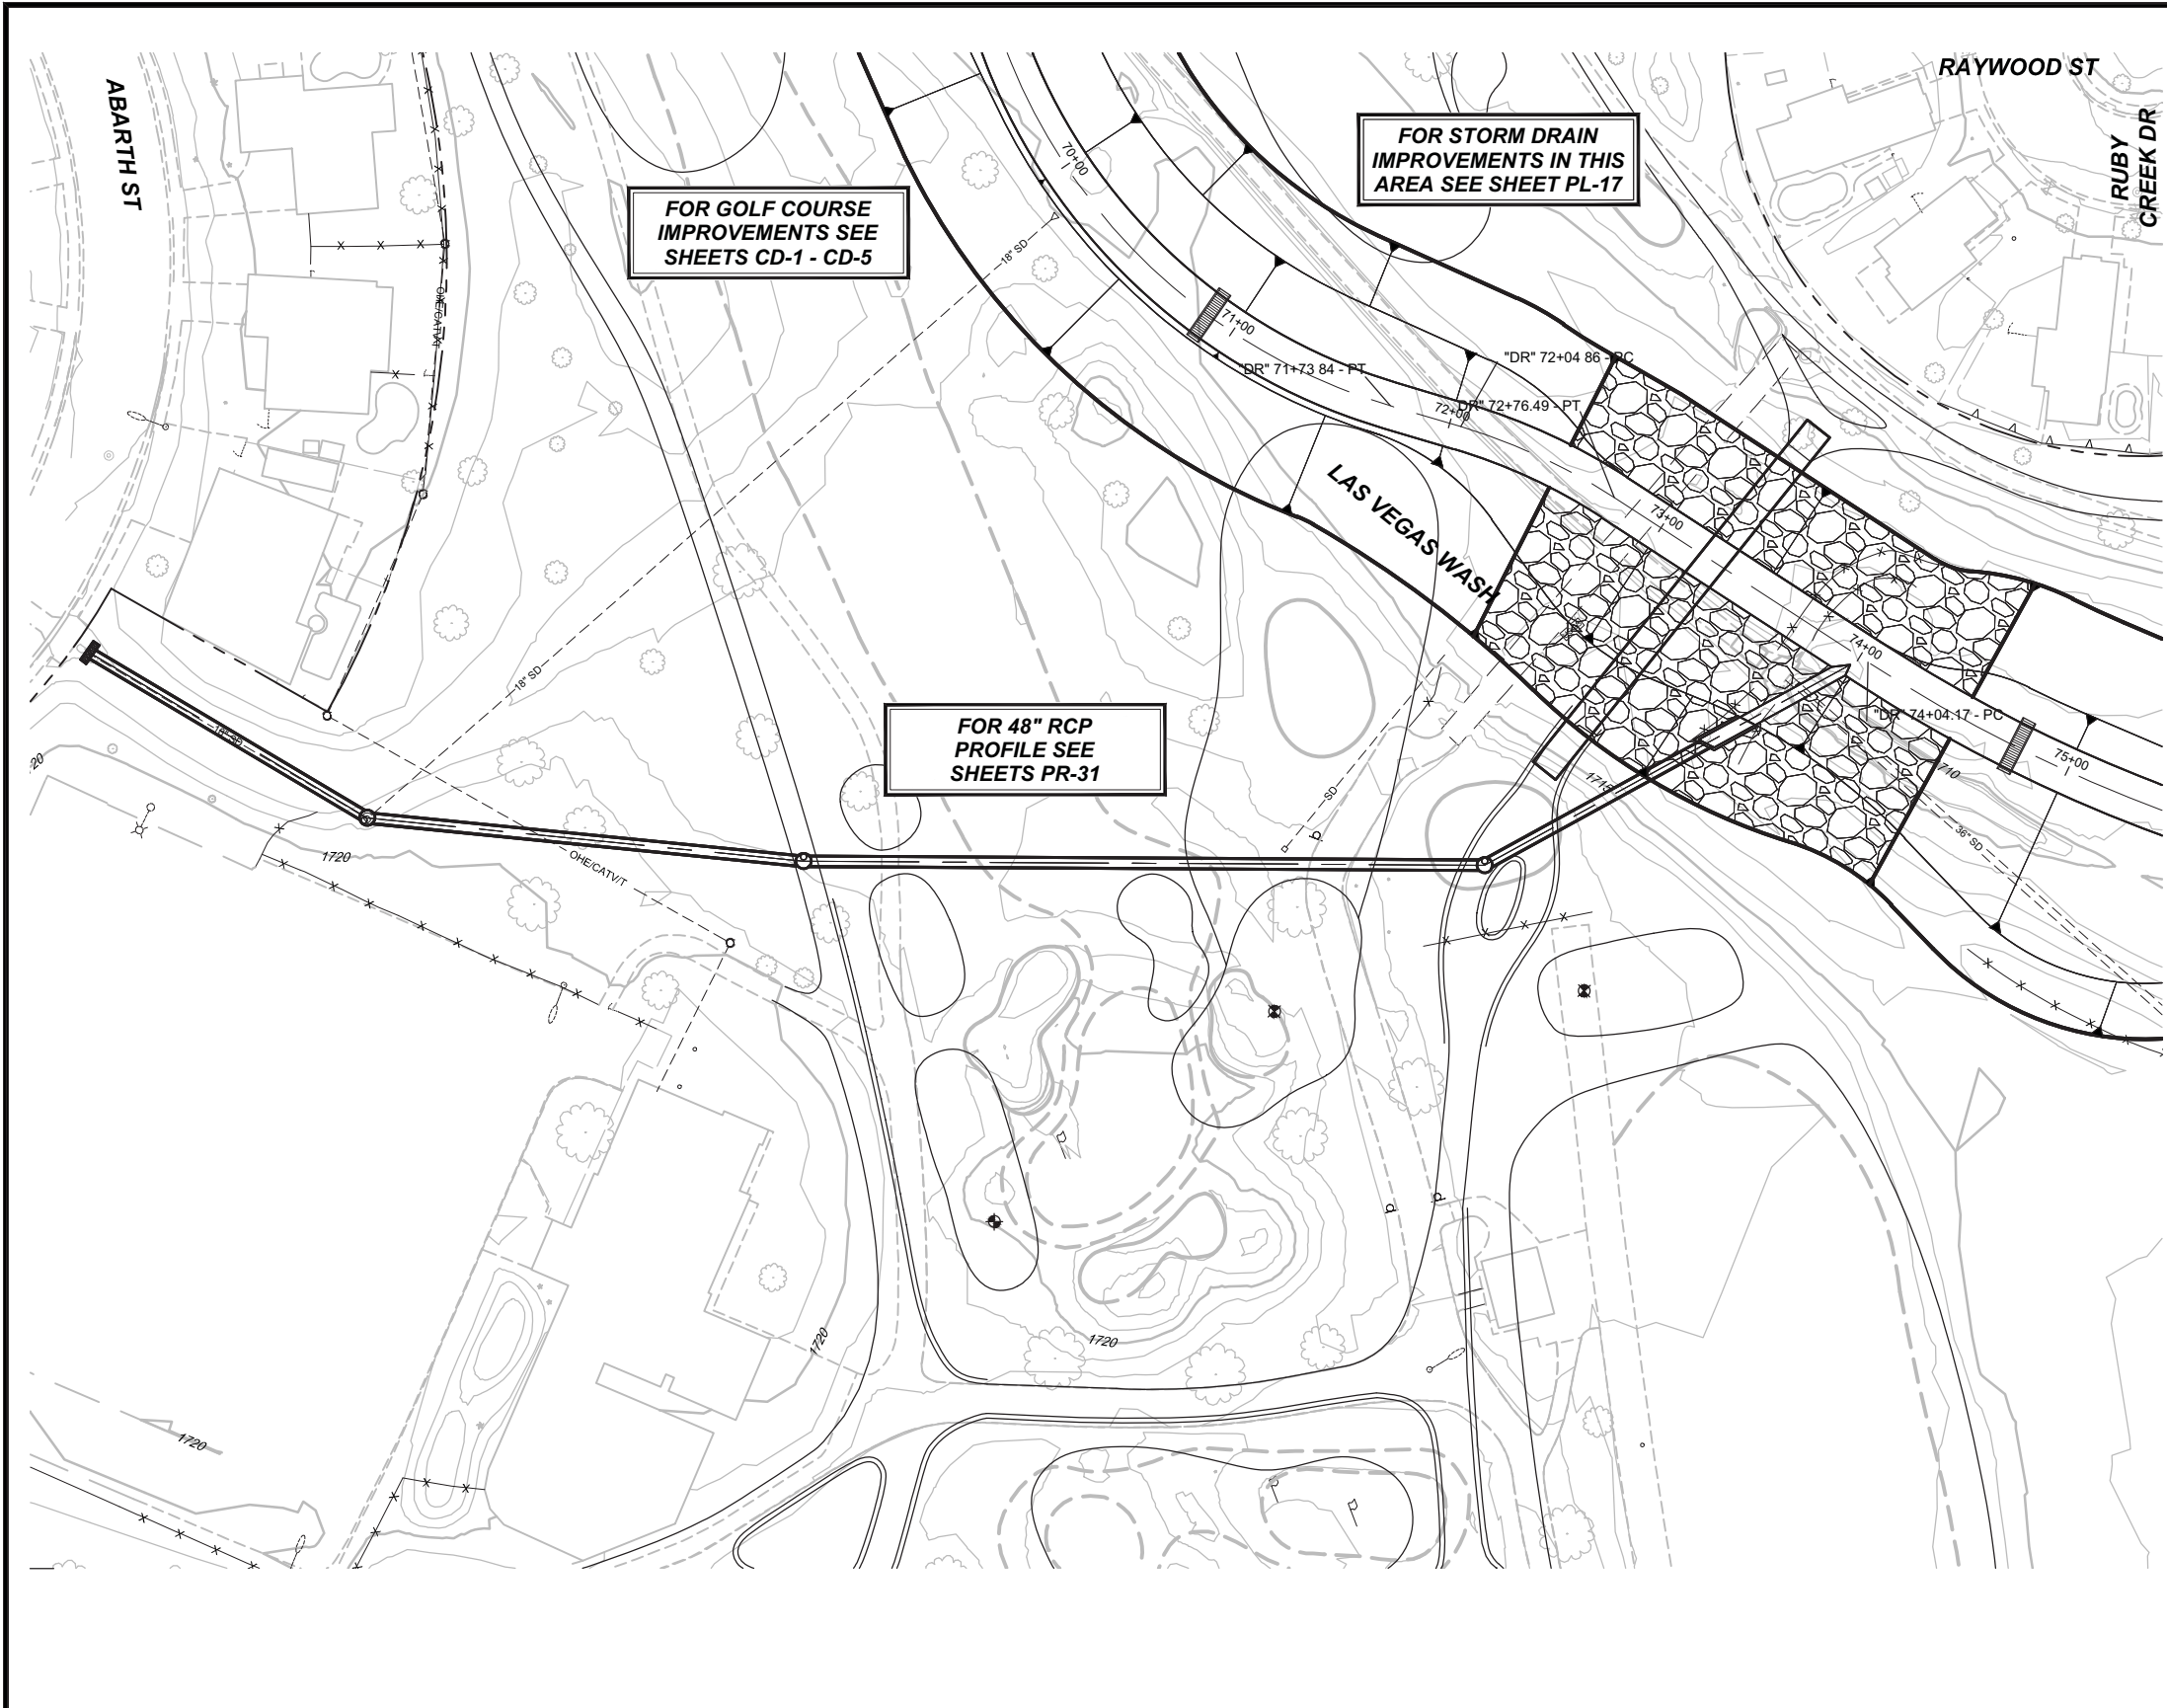 RAYWOOD ST
ABARTH ST
RUBY
CREEK DR
FOR STORM DRAIN
IMPROVEMENTS IN THIS
AREA SEE SHEET PL-17
70+00
FOR GOLF COURSE
IMPROVEMENTS SEE
SHEETS CD-1 - CD-5
18" SD
OHE/CATV/T
71+00
"DR" 72+04 86 - PC
"DR" 71+73 84 - PT
72+00
"DR" 72+76.49 - PT
LAS VEGAS WASH
73+00
74+00
18" SD
"DR" 74+04.17 - PC
FOR 48" RCP
PROFILE SEE
SHEETS PR-31
75+00
710
SD
36" SD
1720
OHE/CATV/T
1720
1720
1720